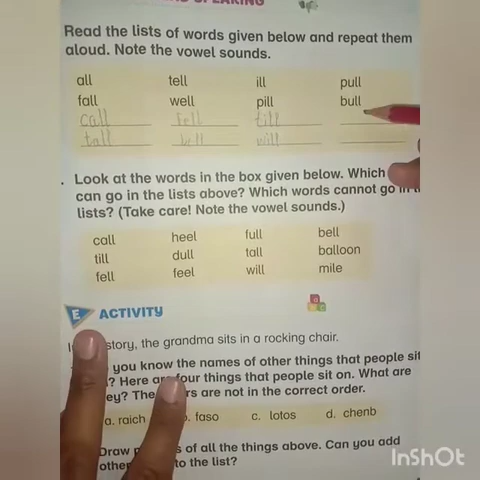 SPEAKING
Read the lists of words given below and repeat them
aloud. Note the vowel sounds.
all tell ill pull
fall well pill bull
call fell till
tall bell will
. Look at the words in the box given below. Which
can go in the lists above? Which words cannot go in
lists? (Take care! Note the vowel sounds.)
call heel full bell
till dull tall balloon
fell feel will mile
E ACTIVITY
story, the grandma sits in a rocking chair.
you know the names of other things that people sit
? Here are four things that people sit on. What are
ey? The rs are not in the correct order.
a. raich b. faso c. lotos d. chenb
Draw of all the things above. Can you add
other to the list?
InShOt